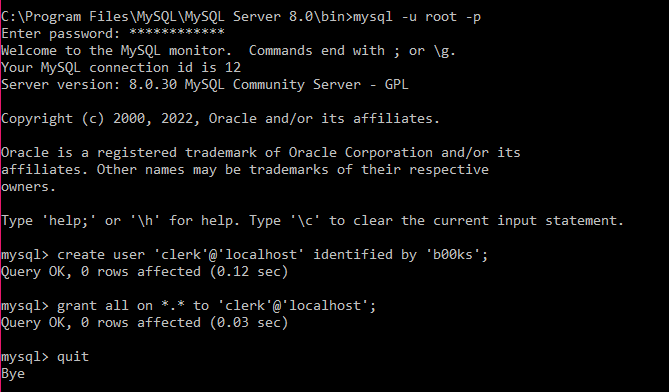 C:\Program Files\MySQL\MySQL Server 8.0\bin>mysql -u root -p
Enter password: ************
Welcome to the MySQL monitor.  Commands end with ; or \g.
Your MySQL connection id is 12
Server version: 8.0.30 MySQL Community Server - GPL
Copyright (c) 2000, 2022, Oracle and/or its affiliates.
Oracle is a registered trademark of Oracle Corporation and/or its
affiliates. Other names may be trademarks of their respective
owners.
Type 'help;' or '\h' for help. Type '\c' to clear the current input statement.
mysql> create user 'clerk'@'localhost' identified by 'b00ks';
Query OK, 0 rows affected (0.12 sec)
mysql> grant all on *.* to 'clerk'@'localhost';
Query OK, 0 rows affected (0.03 sec)
mysql> quit
Bye